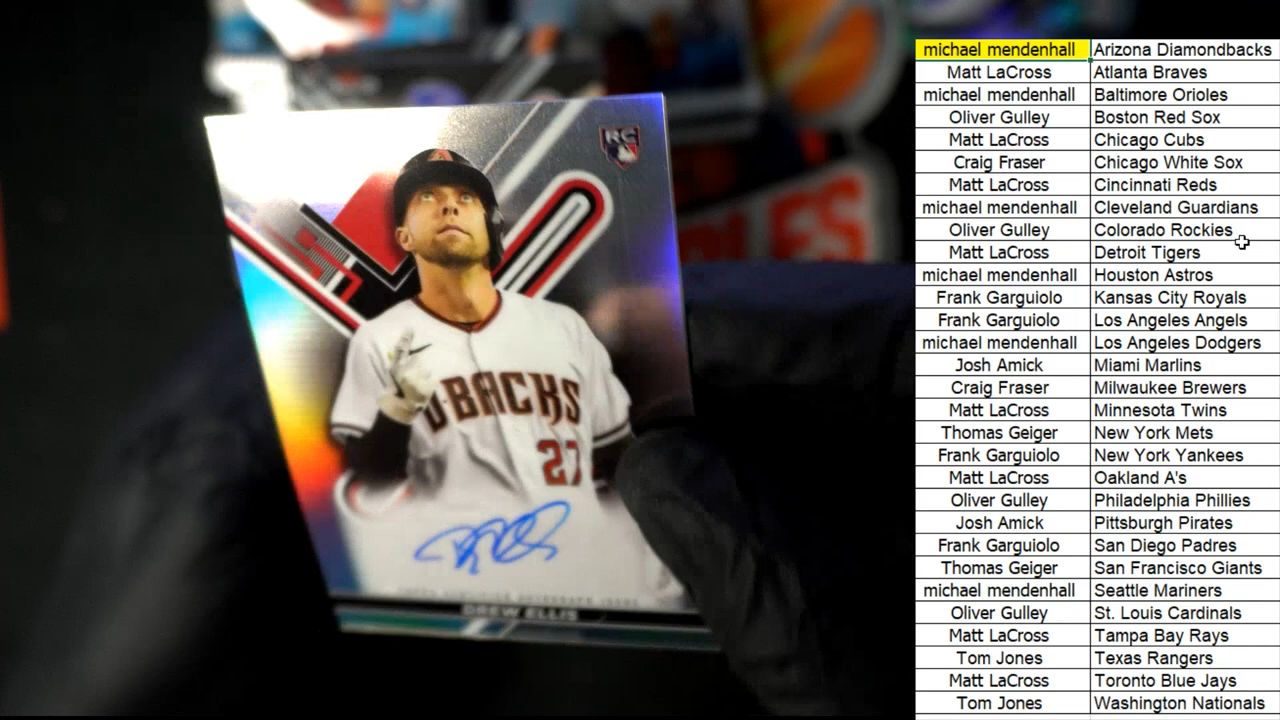 RC
A
D-BACKS
27
DREW ELLIS
michael mendenhall Arizona Diamondbacks
Matt LaCross Atlanta Braves
michael mendenhall Baltimore Orioles
Oliver Gulley Boston Red Sox
Matt LaCross Chicago Cubs
Craig Fraser Chicago White Sox
Matt LaCross Cincinnati Reds
michael mendenhall Cleveland Guardians
Oliver Gulley Colorado Rockies
Matt LaCross Detroit Tigers
michael mendenhall Houston Astros
Frank Garguiolo Kansas City Royals
Frank Garguiolo Los Angeles Angels
michael mendenhall Los Angeles Dodgers
Josh Amick Miami Marlins
Craig Fraser Milwaukee Brewers
Matt LaCross Minnesota Twins
Thomas Geiger New York Mets
Frank Garguiolo New York Yankees
Matt LaCross Oakland A's
Oliver Gulley Philadelphia Phillies
Josh Amick Pittsburgh Pirates
Frank Garguiolo San Diego Padres
Thomas Geiger San Francisco Giants
michael mendenhall Seattle Mariners
Oliver Gulley St. Louis Cardinals
Matt LaCross Tampa Bay Rays
Tom Jones Texas Rangers
Matt LaCross Toronto Blue Jays
Tom Jones Washington Nationals